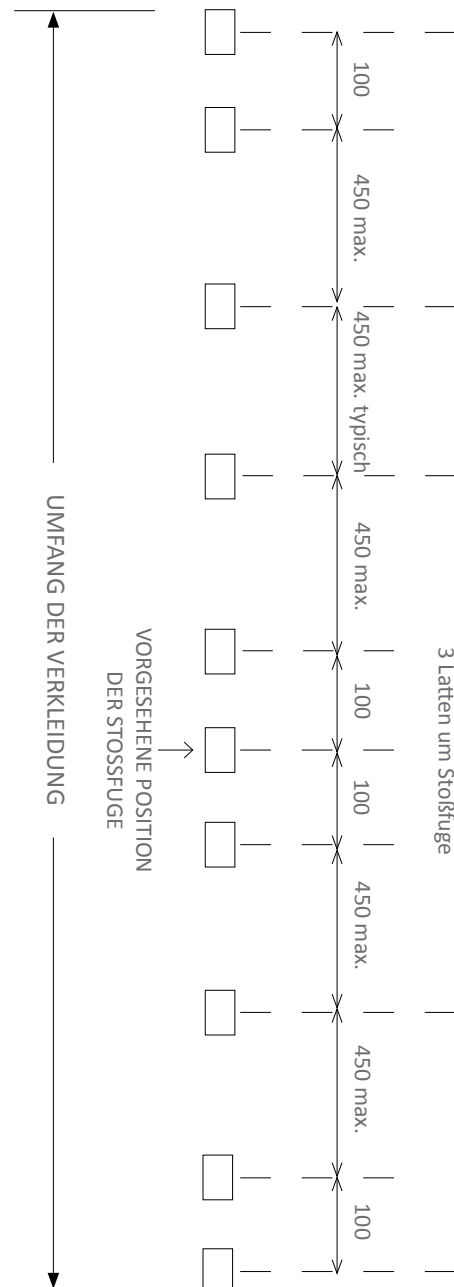 100
450 max.
450 max. typisch
450 max.
100
100
450 max.
450 max.
100
3 Latten um Stoßfuge
VORGESEHENE POSITION
DER STOSSFUGE
UMFANG DER VERKLEIDUNG